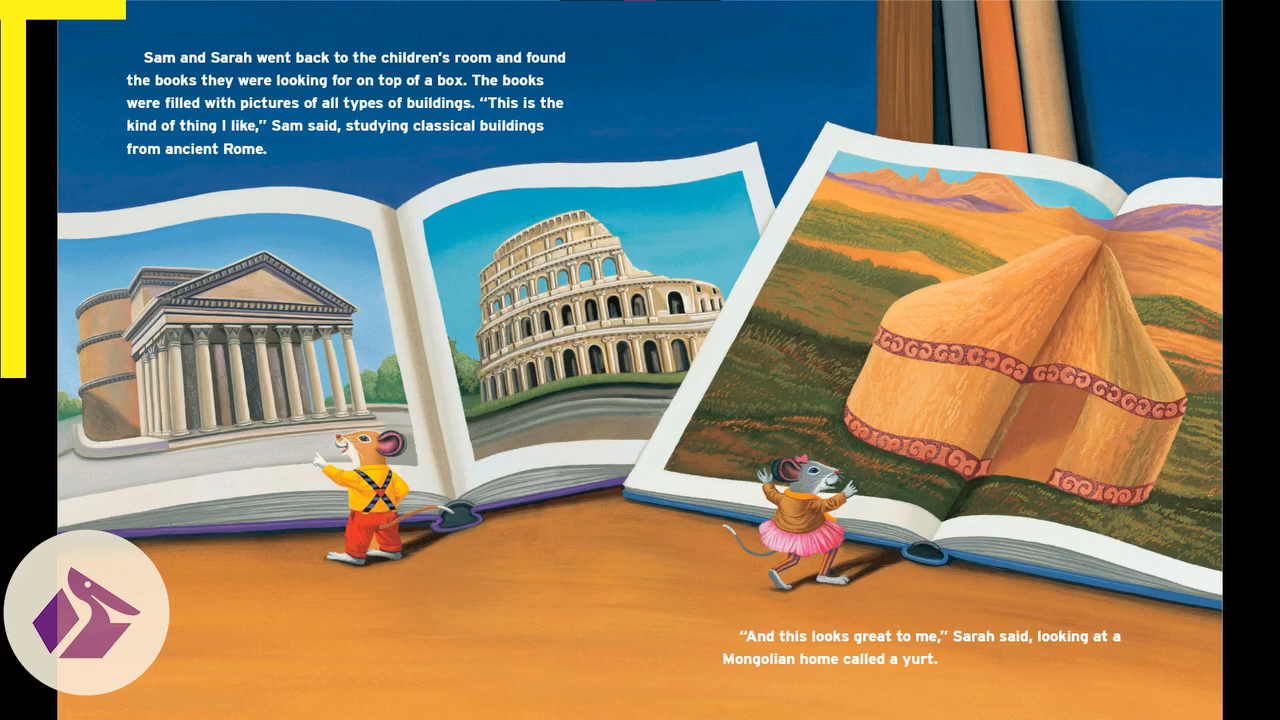 Sam and Sarah went back to the children's room and found
the books they were looking for on top of a box. The books
were filled with pictures of all types of buildings. “This is the
kind of thing I like,” Sam said, studying classical buildings
from ancient Rome.
“And this looks great to me,” Sarah said, looking at a
Mongolian home called a yurt.